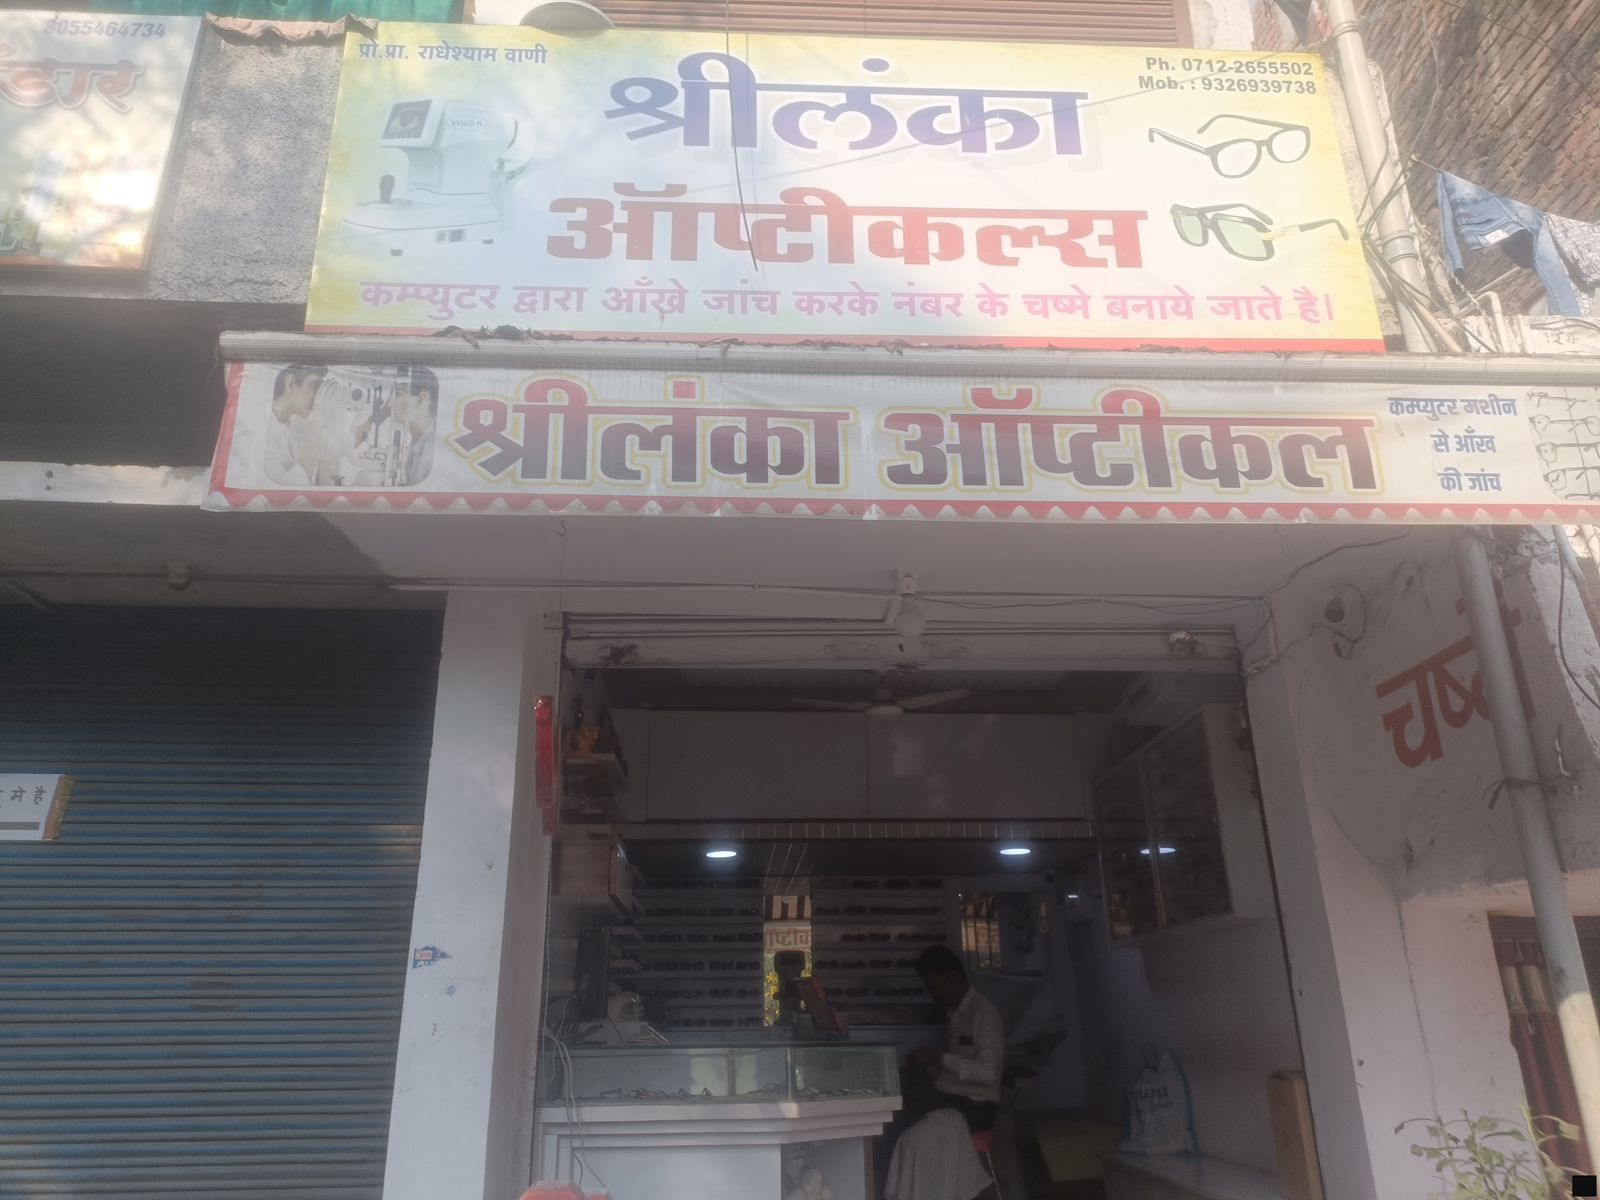 8055464734
प्रो.प्रा. राधेश्याम वाणी
Ph. 0712-2655502
Mob. : 9326939738
श्रीलंका
ऑप्टीकल्स
कम्प्युटर द्वारा आँखे जांच करके नंबर के चष्मे बनाये जाते है।
श्रीलंका ऑप्टीकल
कम्प्युटर मशीन
से आँख
की जांच
चष्मे
मे है